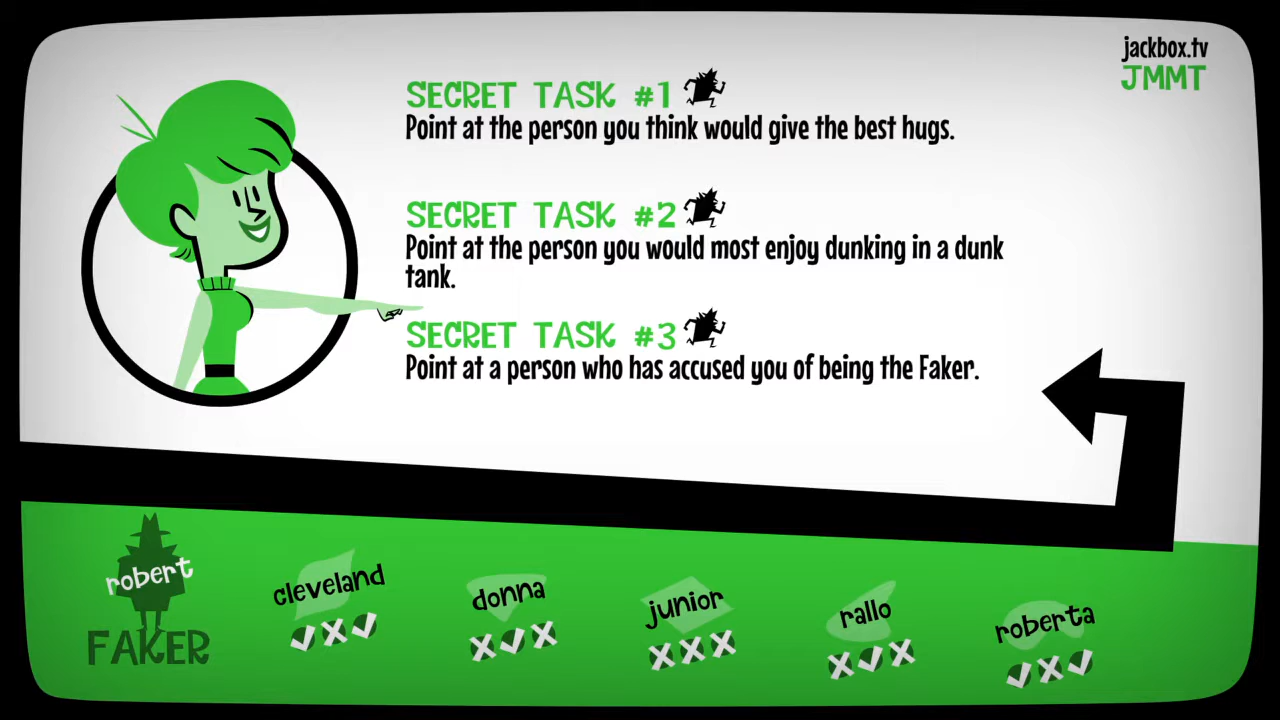 jackbox.tv
JMMT
SECRET TASK #1
Point at the person you think would give the best hugs.
SECRET TASK #2
Point at the person you would most enjoy dunking in a dunk
tank.
SECRET TASK #3
Point at a person who has accused you of being the Faker.
robert
FAKER
cleveland
donna
junior
rallo
roberta